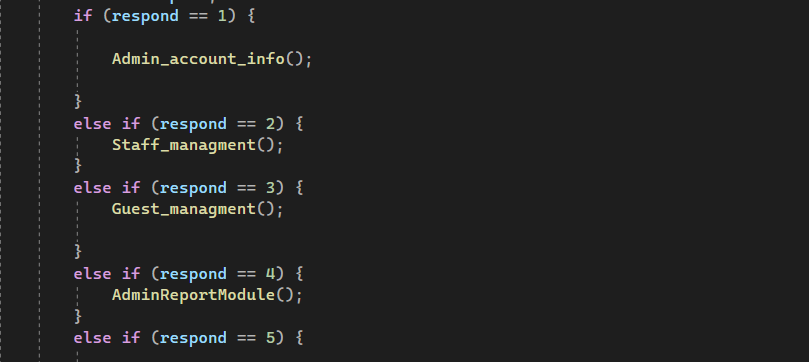 if (respond == 1) {
Admin_account_info();
}
else if (respond == 2) {
Staff_managment();
}
else if (respond == 3) {
Guest_managment();
}
else if (respond == 4) {
AdminReportModule();
}
else if (respond == 5) {